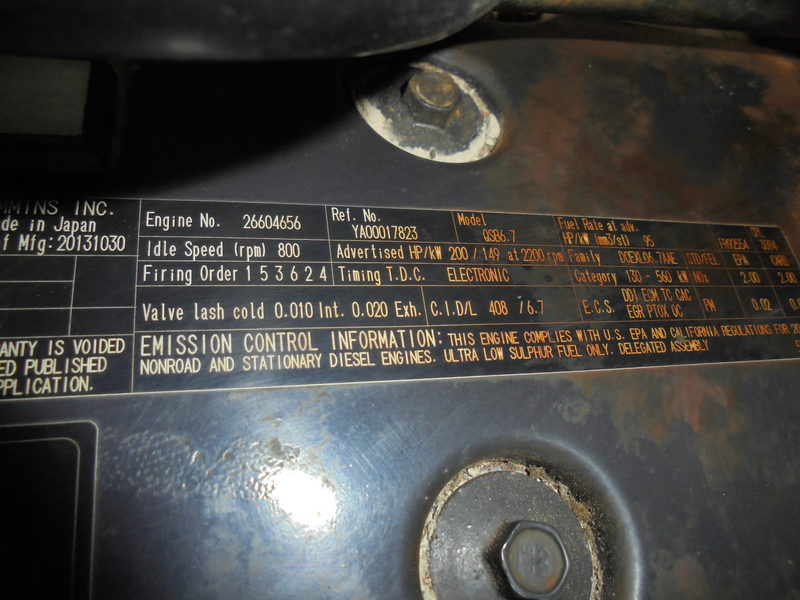 MMINS INC.
de in Japan
f Mfg: 20131030
Engine No. 26604656
Ref. No.
YA00017823
Model
QSB6.7
Fuel Rate at adv.
HP/kW (mm3/st) 95
Idle Speed (rpm) 800
Advertised HP/kW 200 / 149 at 2200 rpm
Family
STD/FEL
EPA
Firing Order 1 5 3 6 2 4
Timing T.D.C. ELECTRONIC
Category 130 - 560 kW
NOx
2.00
2.00
Valve lash cold 0.010 Int. 0.020 Exh.
C.I.D/L 408 / 6.7
E.C.S.
DDI ECM TC CAC
EGR PTOX OC
PM
0.02
ANTY IS VOIDED
ED PUBLISHED
PPLICATION.
EMISSION CONTROL INFORMATION: THIS ENGINE COMPLIES WITH U.S. EPA AND CALIFORNIA REGULATIONS FOR 20
NONROAD AND STATIONARY DIESEL ENGINES. ULTRA LOW SULPHUR FUEL ONLY. DELEGATED ASSEMBLY